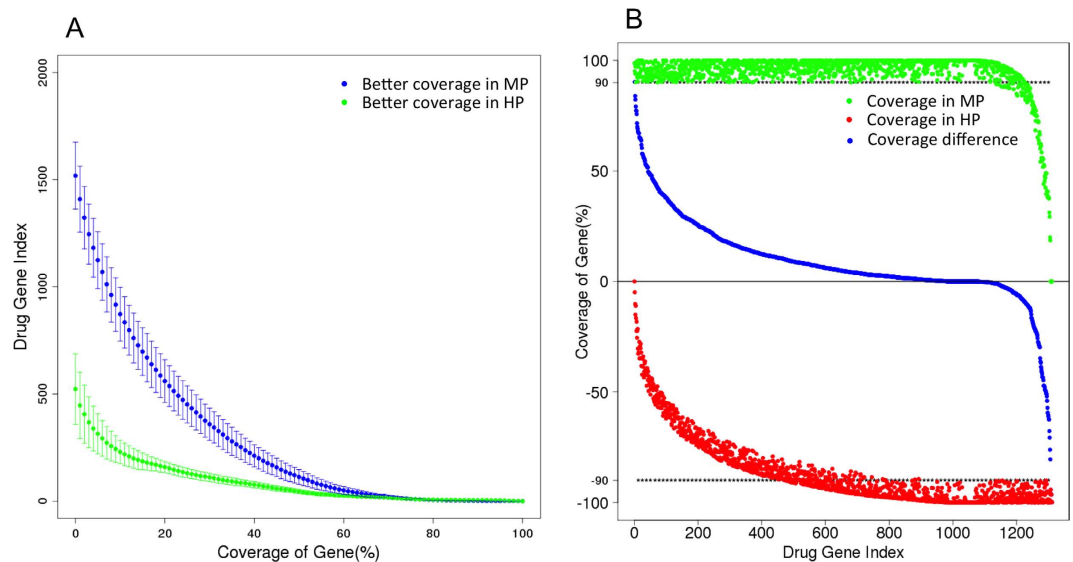 A
2000
1500
1000
500
0
Drug Gene Index
Better coverage in MP
Better coverage in HP
0 20 40 60 80 100
Coverage of Gene(%)
B
100
90
50
0
-50
-90
-100
Coverage of Gene(%)
Coverage in MP
Coverage in HP
Coverage difference
0 200 400 600 800 1000 1200
Drug Gene Index